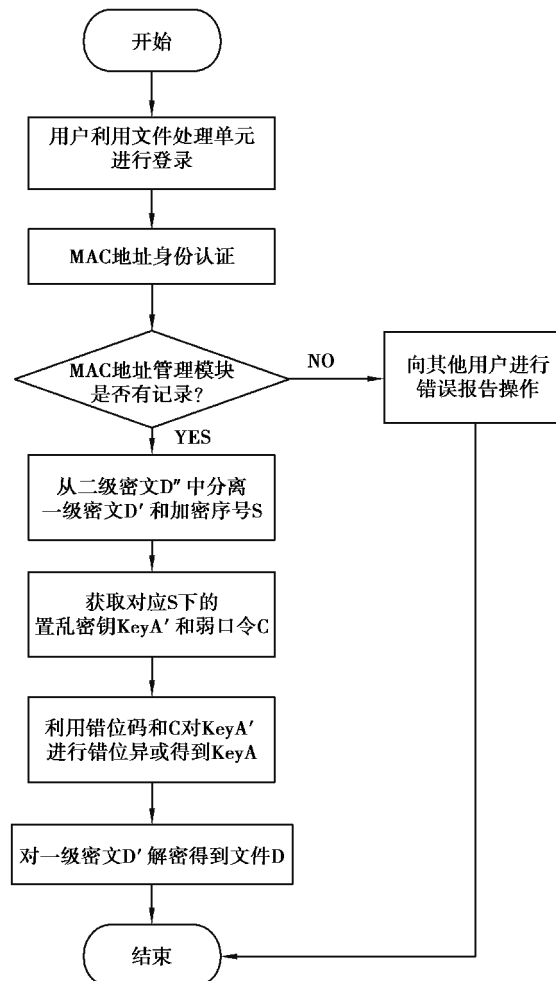 开始
用户利用文件处理单元
进行登录
MAC地址身份认证
MAC地址管理模块
是否有记录?
NO
向其他用户进行
错误报告操作
YES
从二级密文D″中分离
一级密文D′和加密序号S
获取对应S下的
置乱密钥KeyA′和弱口令C
利用错位码和C对KeyA′
进行错位异或得到KeyA
对一级密文D′解密得到文件D
结束